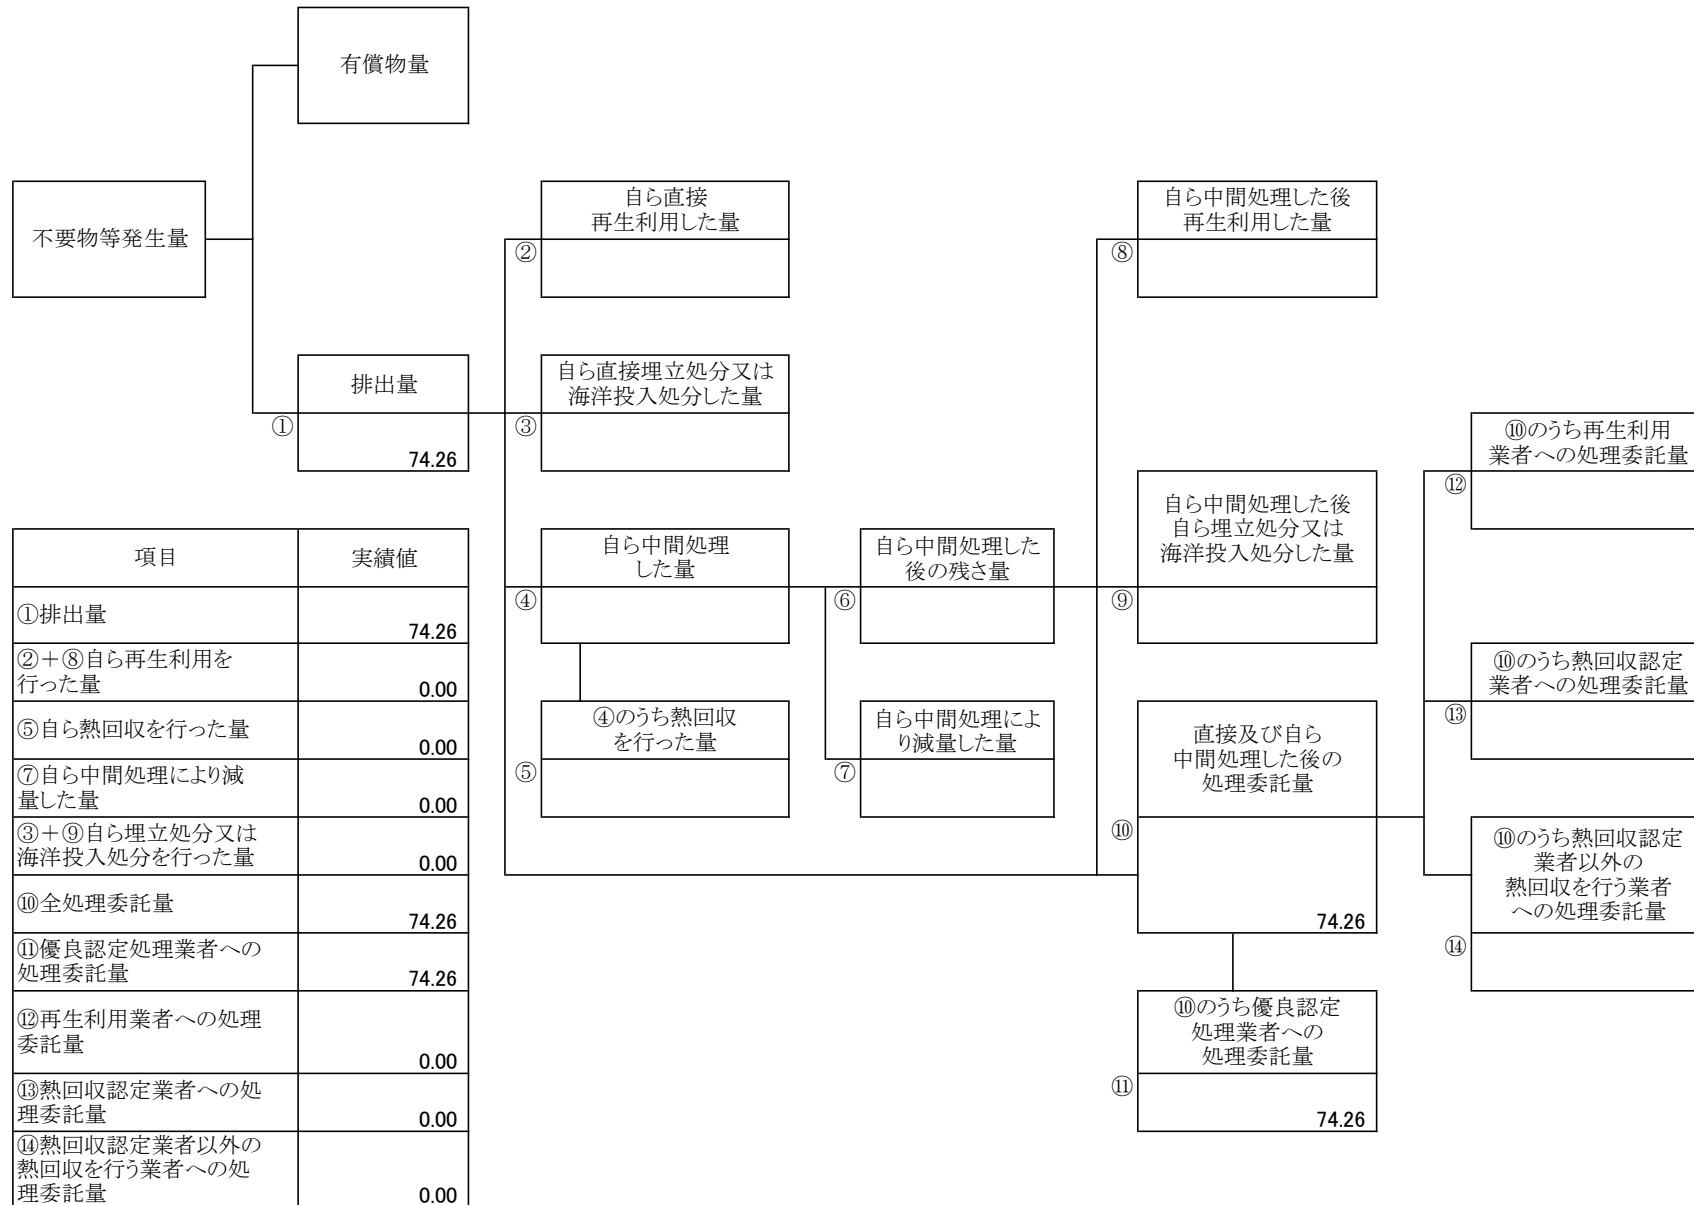 有償物量
不要物等発生量
自ら直接
再生利用した量
②
自ら中間処理した後
再生利用した量
⑧
排出量
①
74.26
自ら直接埋立処分又は
海洋投入処分した量
③
⑩のうち再生利用
業者への処理委託量
⑫
自ら中間処理した後
自ら埋立処分又は
海洋投入処分した量
⑨
自ら中間処理
した量
④
自ら中間処理した
後の残さ量
⑥
④のうち熱回収
を行った量
⑤
自ら中間処理によ
り減量した量
⑦
直接及び自ら
中間処理した後の
処理委託量
⑩
74.26
⑩のうち熱回収認定
業者への処理委託量
⑬
⑩のうち熱回収認定
業者以外の
熱回収を行う業者
への処理委託量
⑭
⑩のうち優良認定
処理業者への
処理委託量
⑪
74.26
項目 実績値
①排出量
74.26
②+⑧自ら再生利用を
行った量
0.00
⑤自ら熱回収を行った量
0.00
⑦自ら中間処理により減
量した量
0.00
③+⑨自ら埋立処分又は
海洋投入処分を行った量
0.00
⑩全処理委託量
74.26
⑪優良認定処理業者への
処理委託量
74.26
⑫再生利用業者への処理
委託量
0.00
⑬熱回収認定業者への処
理委託量
0.00
⑭熱回収認定業者以外の
熱回収を行う業者への処
理委託量
0.00